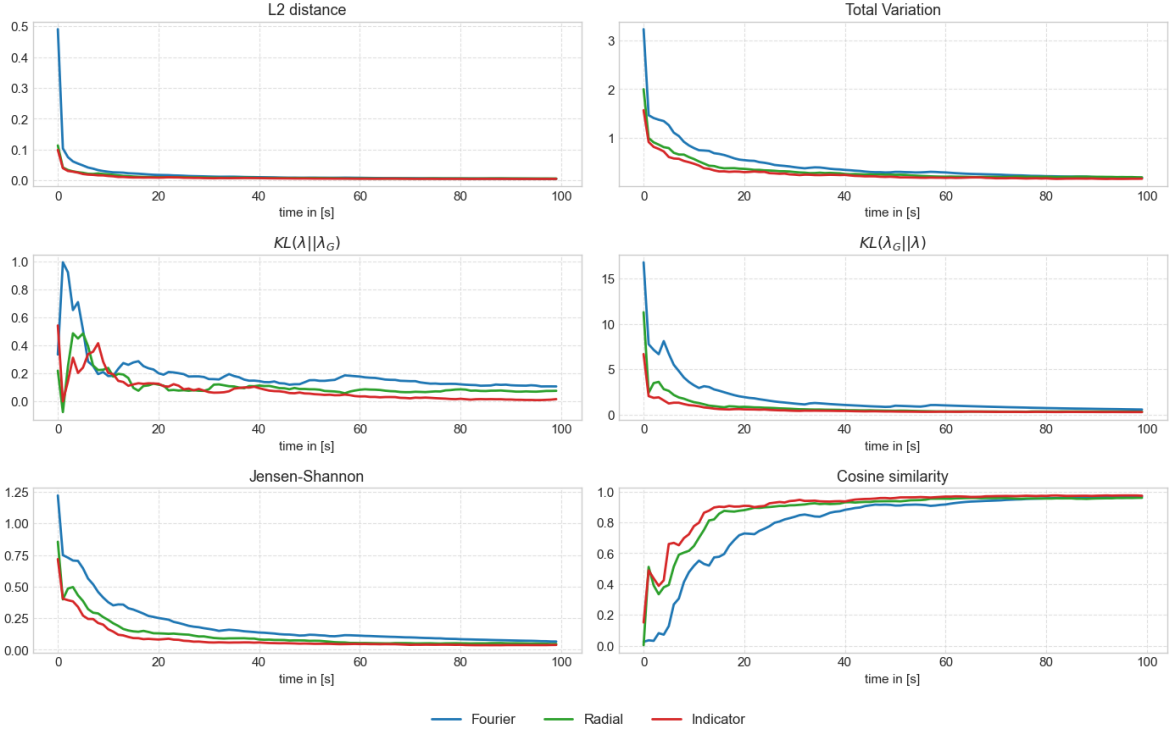 L2 distance
0.5
0.4
0.3
0.2
0.1
0.0
0 20 40 60 80 100
time in [s]
Total Variation
3
2
1
0 20 40 60 80 100
time in [s]
KL(λ||λ_G)
1.0
0.8
0.6
0.4
0.2
0.0
0 20 40 60 80 100
time in [s]
KL(λ_G||λ)
15
10
5
0
0 20 40 60 80 100
time in [s]
Jensen-Shannon
1.25
1.00
0.75
0.50
0.25
0.00
0 20 40 60 80 100
time in [s]
Cosine similarity
1.0
0.8
0.6
0.4
0.2
0.0
0 20 40 60 80 100
time in [s]
Fourier Radial Indicator